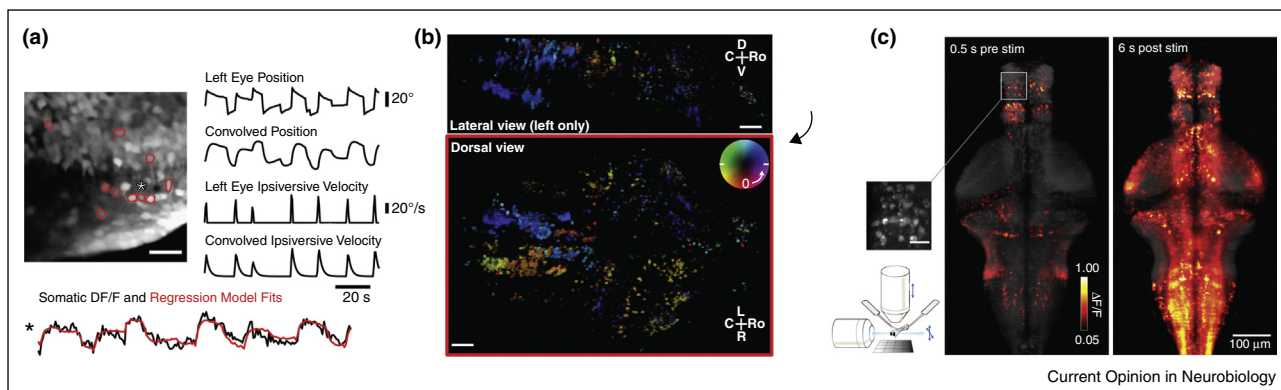 (a)
Left Eye Position
20°
Convolved Position
Left Eye Ipsiversive Velocity
20°/s
Convolved Ipsiversive Velocity
20 s
Somatic DF/F and Regression Model Fits
*
*
(b)
D
C Ro
V
Lateral view (left only)
Dorsal view
0
L
C Ro
R
(c)
0.5 s pre stim
6 s post stim
1.00
ΔF/F
0.05
100 μm
Current Opinion in Neurobiology